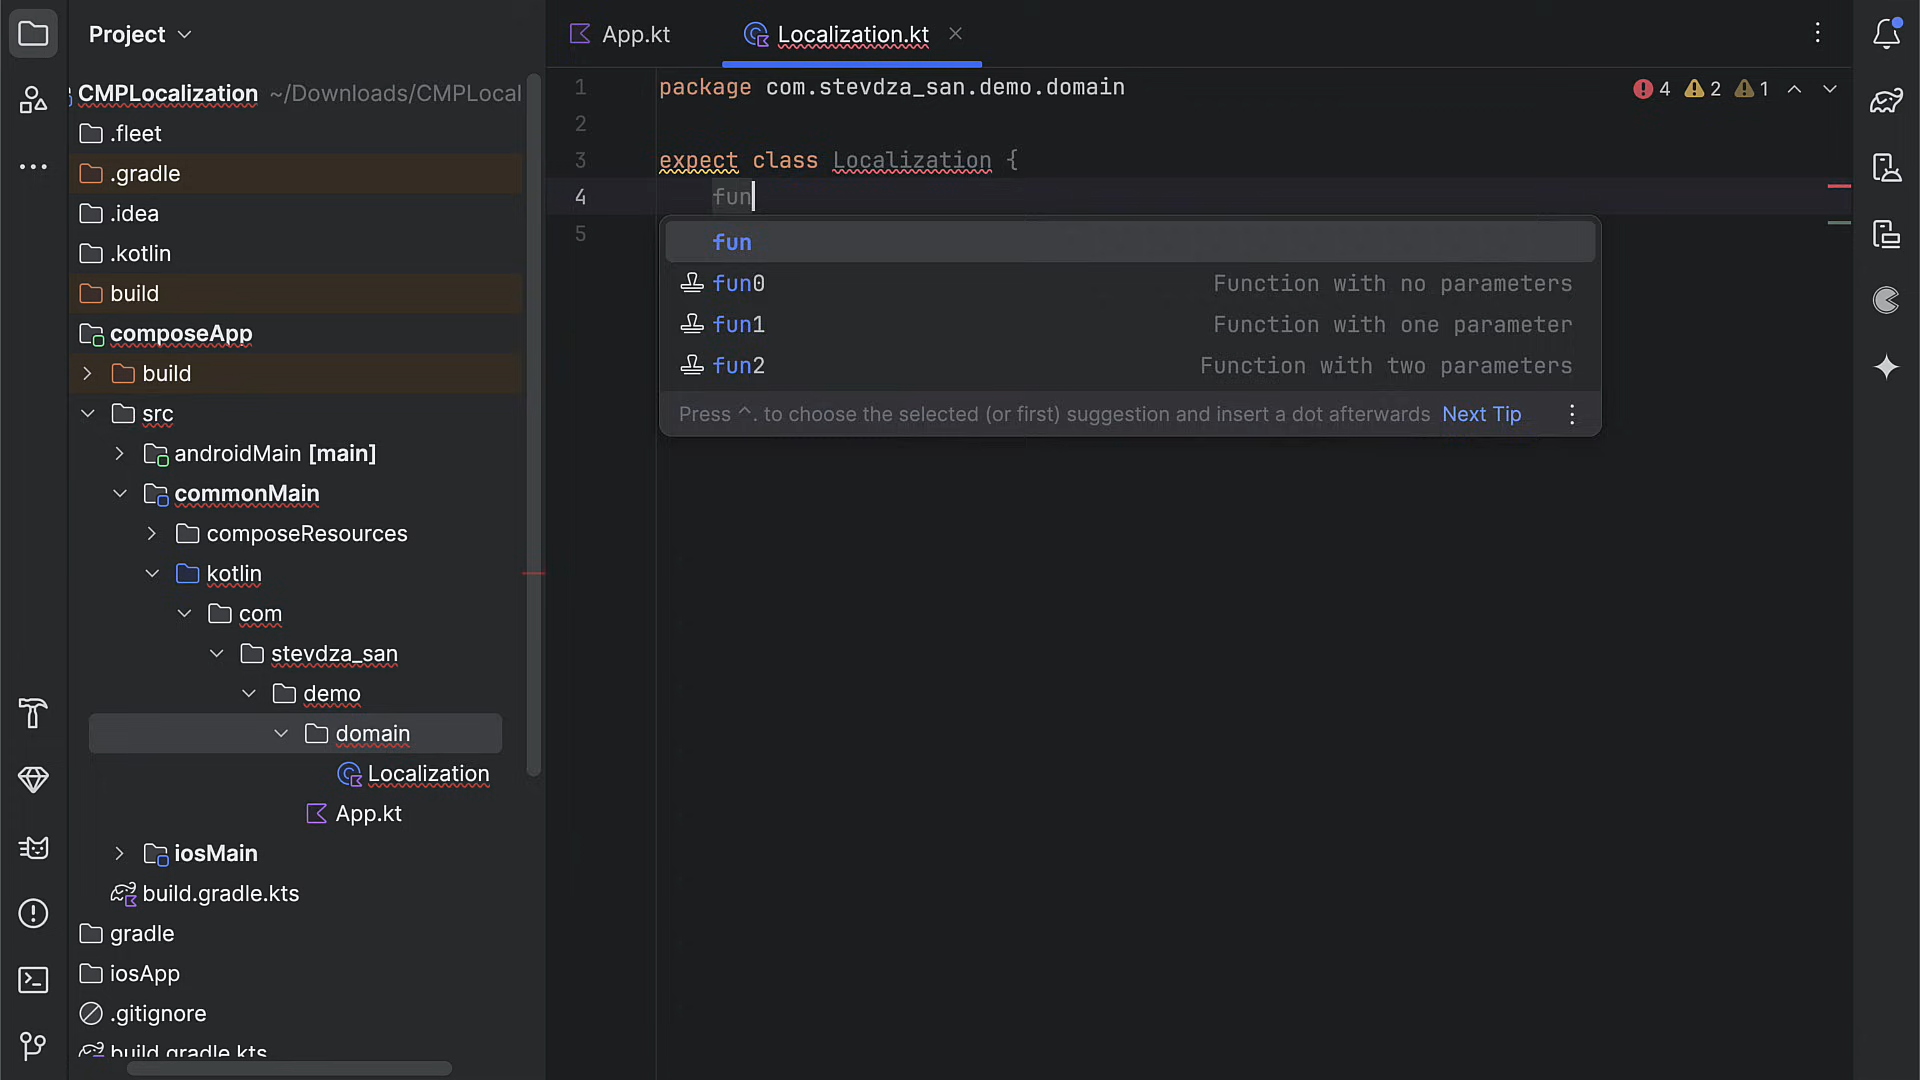 Project
CMPLocalization ~/Downloads/CMPLocal
.fleet
.gradle
.idea
.kotlin
build
composeApp
build
src
androidMain [main]
commonMain
composeResources
kotlin
com
stevdza_san
demo
domain
Localization
App.kt
iosMain
build.gradle.kts
gradle
iosApp
.gitignore
build.gradle.kts
App.kt
Localization.kt
1 package com.stevdza_san.demo.domain
4 2 1
2
3 expect class Localization {
4 fun
5
fun
fun0 Function with no parameters
fun1 Function with one parameter
fun2 Function with two parameters
Press ^. to choose the selected (or first) suggestion and insert a dot afterwards Next Tip